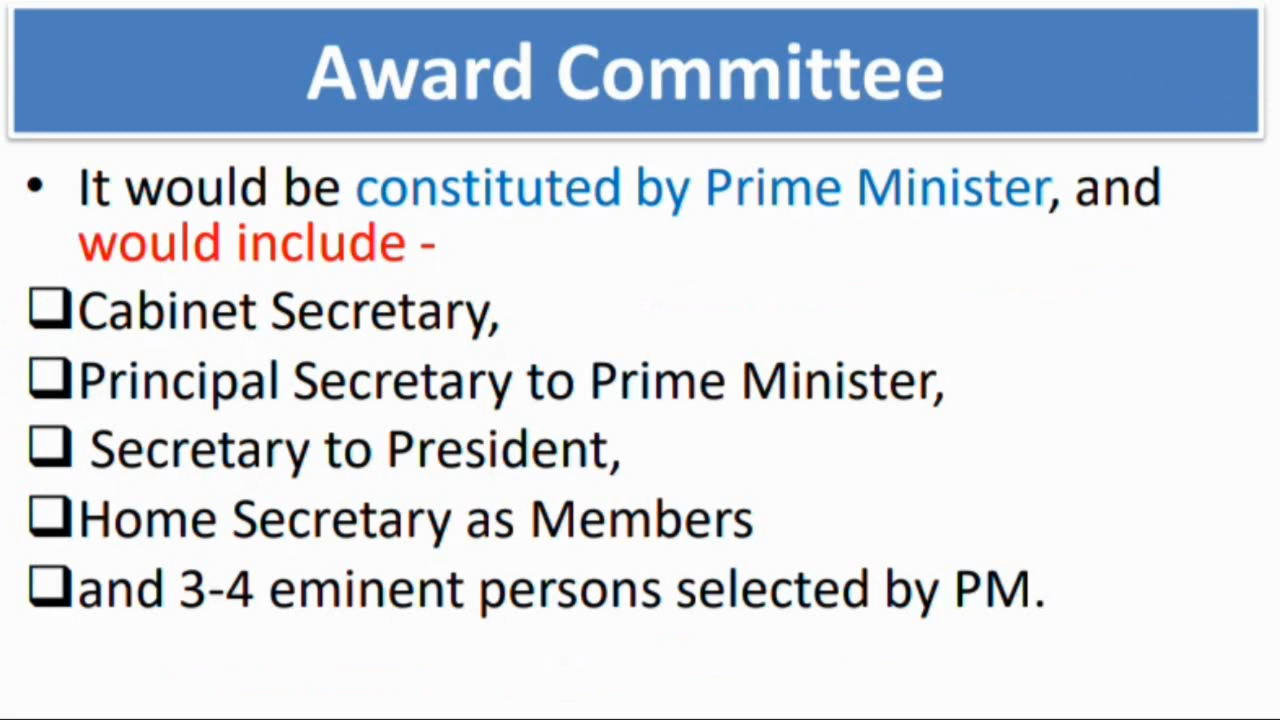 Award Committee
• It would be constituted by Prime Minister, and
would include -
❑Cabinet Secretary,
❑Principal Secretary to Prime Minister,
❑ Secretary to President,
❑Home Secretary as Members
❑and 3-4 eminent persons selected by PM.